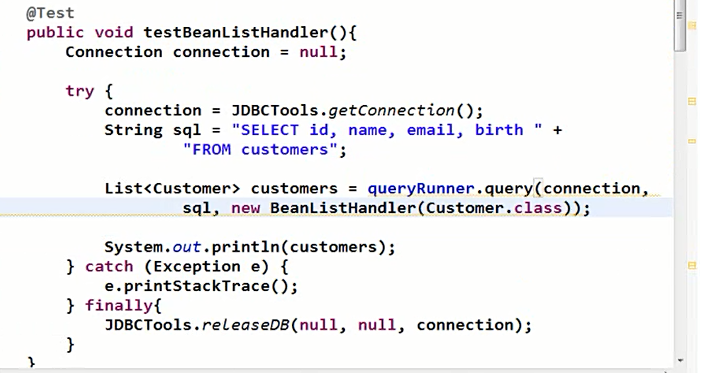 @Test
public void testBeanListHandler(){
Connection connection = null;
try {
connection = JDBCTools.getConnection();
String sql = "SELECT id, name, email, birth " +
"FROM customers";
List<Customer> customers = queryRunner.query(connection,
sql, new BeanListHandler(Customer.class));
System.out.println(customers);
} catch (Exception e) {
e.printStackTrace();
} finally{
JDBCTools.releaseDB(null, null, connection);
}
}